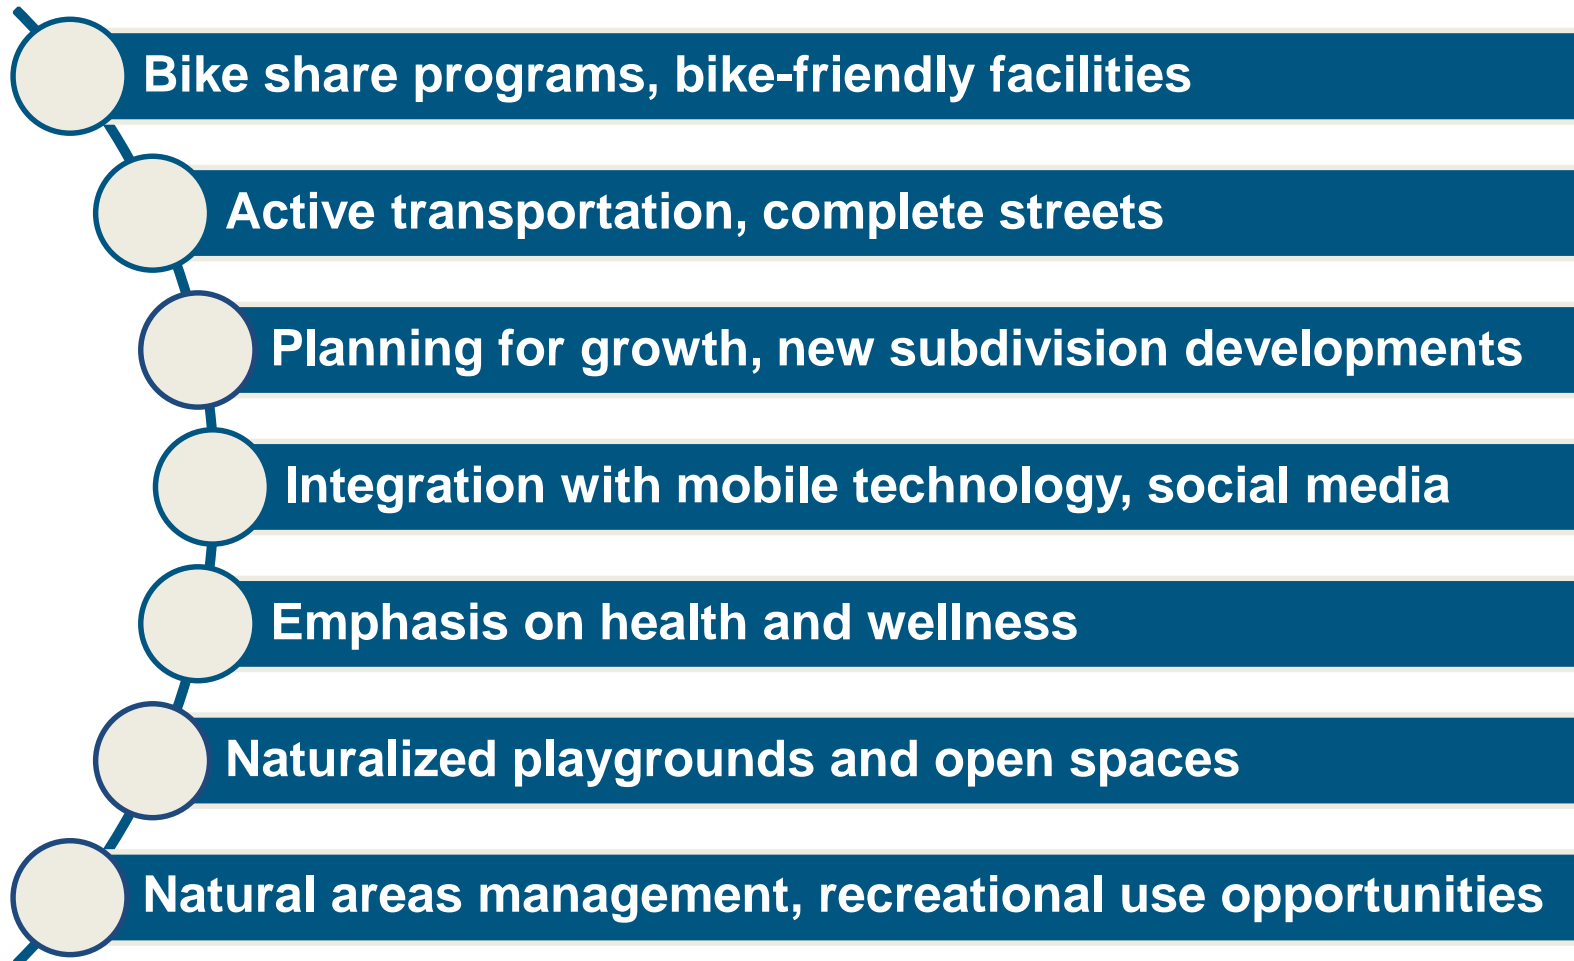 Bike share programs, bike-friendly facilities
Active transportation, complete streets
Planning for growth, new subdivision developments
Integration with mobile technology, social media
Emphasis on health and wellness
Naturalized playgrounds and open spaces
Natural areas management, recreational use opportunities